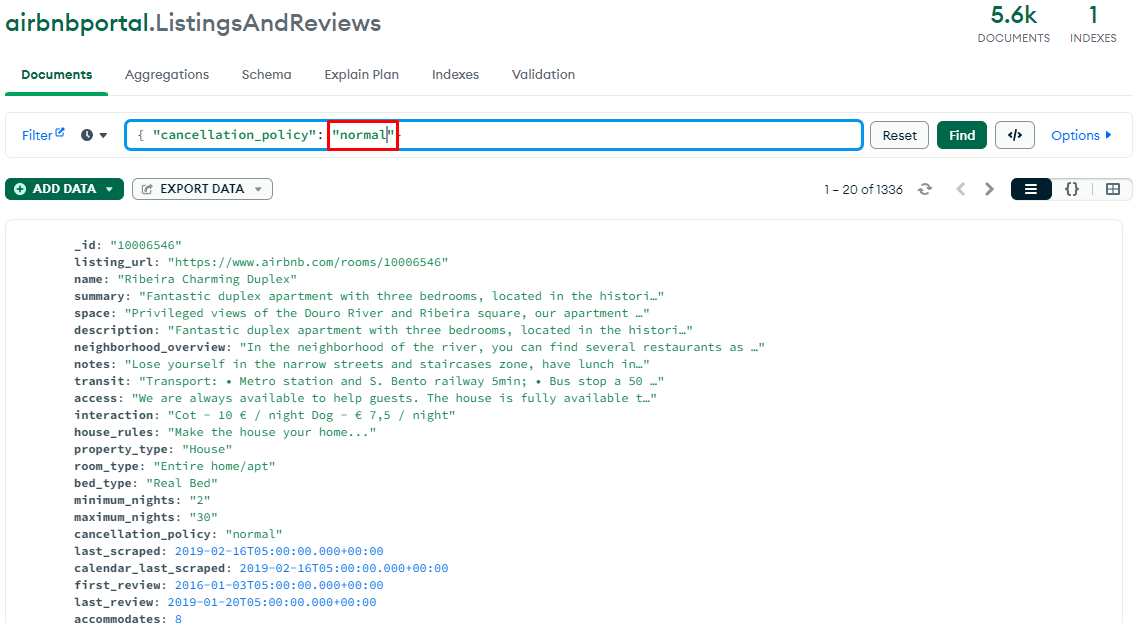 airbnbportal.ListingsAndReviews
5.6k
DOCUMENTS
1
INDEXES
Documents Aggregations Schema Explain Plan Indexes Validation
Filter { "cancellation_policy": "normal" Reset Find </> Options
ADD DATA EXPORT DATA 1 – 20 of 1336 {}
_id: "10006546"
listing_url: "https://www.airbnb.com/rooms/10006546"
name: "Ribeira Charming Duplex"
summary: "Fantastic duplex apartment with three bedrooms, located in the histori…"
space: "Privileged views of the Douro River and Ribeira square, our apartment …"
description: "Fantastic duplex apartment with three bedrooms, located in the histori…"
neighborhood_overview: "In the neighborhood of the river, you can find several restaurants as …"
notes: "Lose yourself in the narrow streets and staircases zone, have lunch in…"
transit: "Transport: • Metro station and S. Bento railway 5min; • Bus stop a 50 …"
access: "We are always available to help guests. The house is fully available t…"
interaction: "Cot - 10 € / night Dog - € 7,5 / night"
house_rules: "Make the house your home..."
property_type: "House"
room_type: "Entire home/apt"
bed_type: "Real Bed"
minimum_nights: "2"
maximum_nights: "30"
cancellation_policy: "normal"
last_scraped: 2019-02-16T05:00:00.000+00:00
calendar_last_scraped: 2019-02-16T05:00:00.000+00:00
first_review: 2016-01-03T05:00:00.000+00:00
last_review: 2019-01-20T05:00:00.000+00:00
accommodates: 8